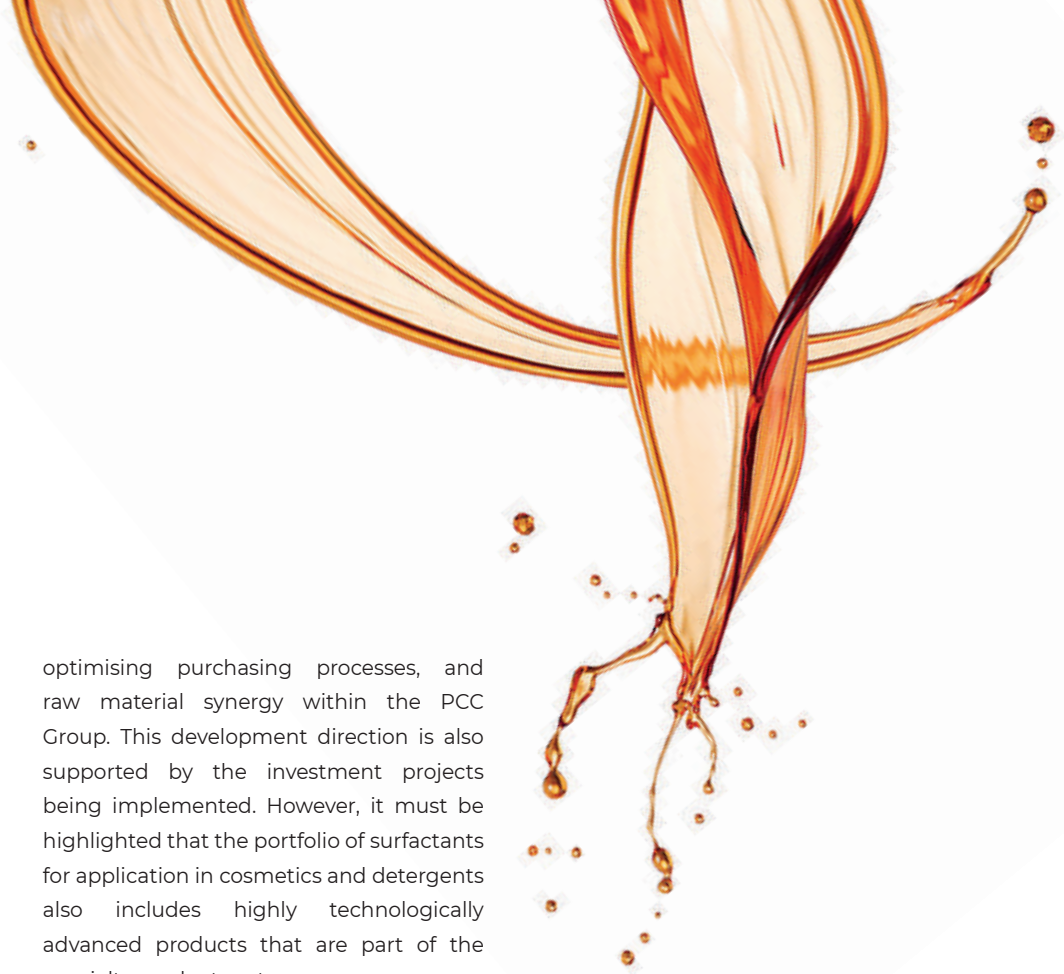 optimising purchasing processes, and
raw material synergy within the PCC
Group. This development direction is also
supported by the investment projects
being implemented. However, it must be
highlighted that the portfolio of surfactants
for application in cosmetics and detergents
also includes highly technologically
advanced products that are part of the